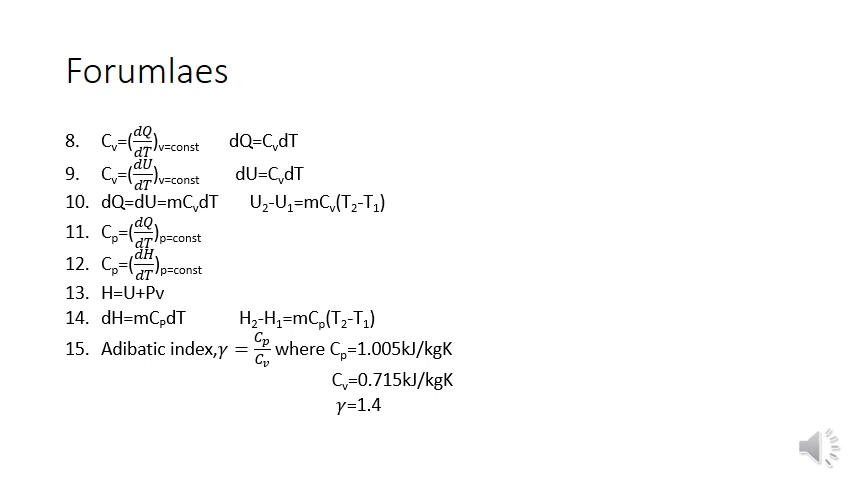 Forumlaes
8. Cv=(dQ/dT)v=const dQ=CvdT
9. Cv=(dU/dT)v=const dU=CvdT
10. dQ=dU=mCvdT U2-U1=mCv(T2-T1)
11. Cp=(dQ/dT)p=const
12. Cp=(dH/dT)p=const
13. H=U+Pv
14. dH=mCPdT H2-H1=mCp(T2-T1)
15. Adibatic index,γ = Cp/Cv where Cp=1.005kJ/kgK
Cv=0.715kJ/kgK
γ=1.4